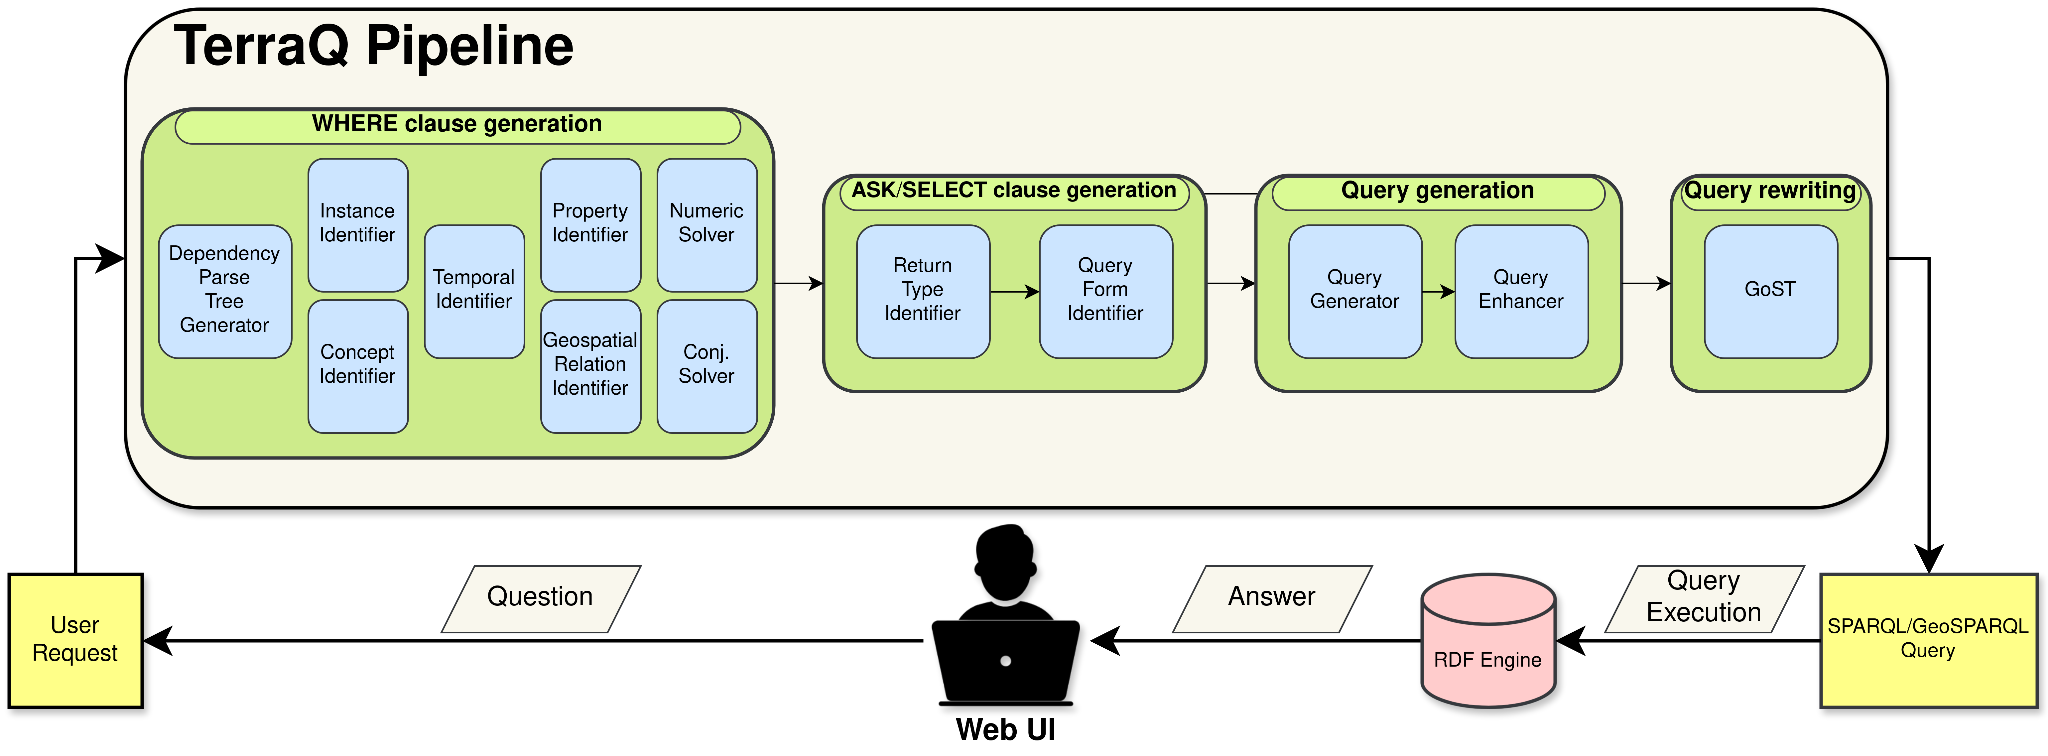 TerraQ Pipeline
WHERE clause generation
Dependency
Parse
Tree
Generator
Instance
Identifier
Concept
Identifier
Temporal
Identifier
Property
Identifier
Geospatial
Relation
Identifier
Numeric
Solver
Conj.
Solver
ASK/SELECT clause generation
Return
Type
Identifier
Query
Form
Identifier
Query generation
Query
Generator
Query
Enhancer
Query rewriting
GoST
User
Request
Question
Web UI
Answer
RDF Engine
Query
Execution
SPARQL/GeoSPARQL
Query